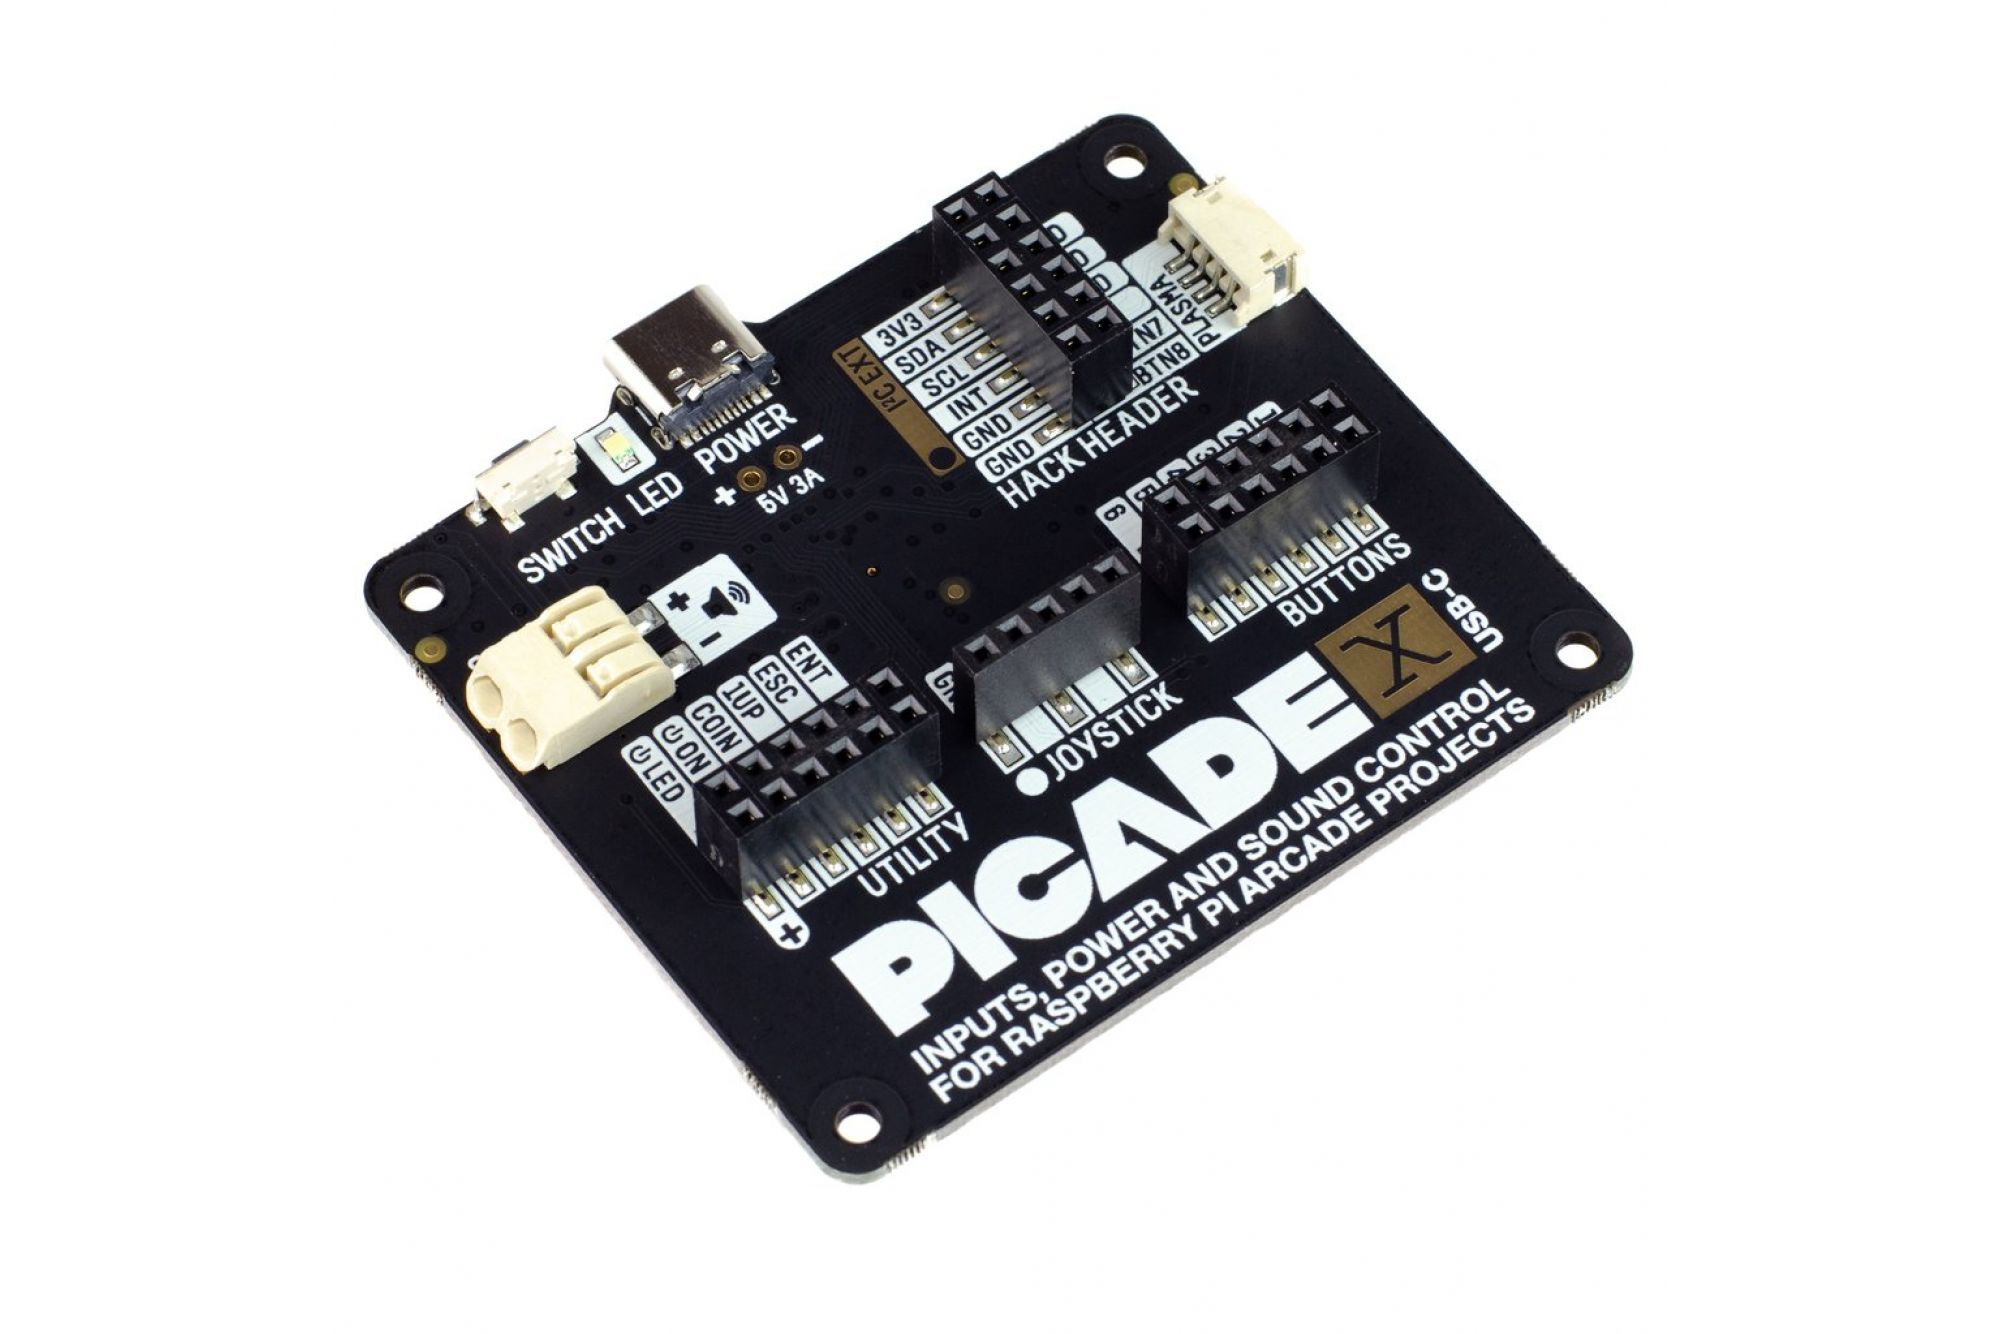 PLASMA
3V3
SDA
SCL
INT
GND
GND
I²C EXT
BTN8
HACK HEADER
POWER
+ −
5V 3A
LED
SWITCH
+
−
6
BUTTONS
ENT
ESC
1UP
COIN
ON
LED
UTILITY
+
JOYSTICK
PICADE X
USB-C
INPUTS, POWER AND SOUND CONTROL
FOR RASPBERRY PI ARCADE PROJECTS